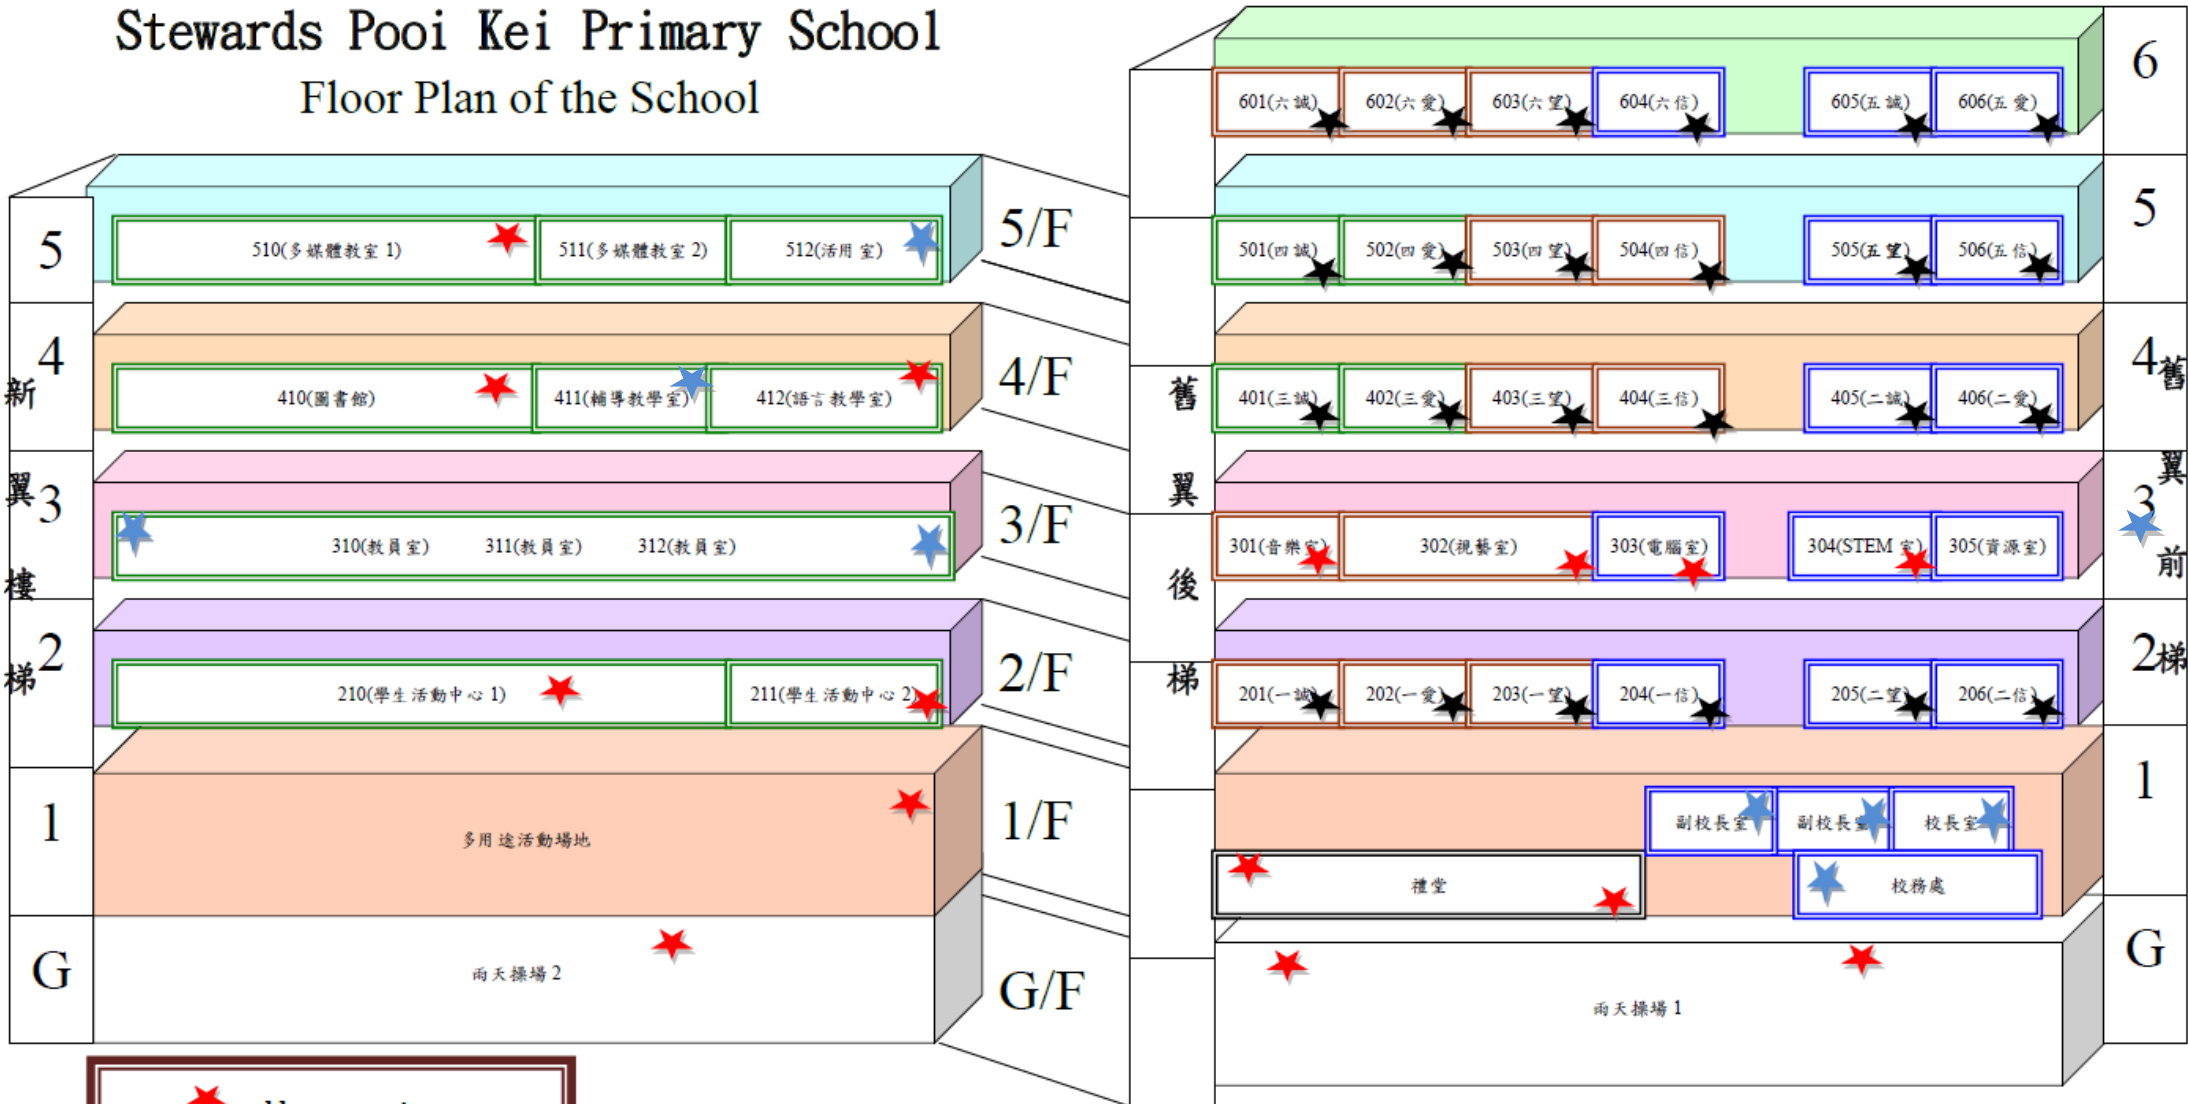 Stewards Pooi Kei Primary School
Floor Plan of the School
5
510(多媒體教室 1)
511(多媒體教室 2)
512(活用室)
5/F
4
410(圖書館)
411(輔導教學室)
412(語言教學室)
4/F
3
310(教員室)
311(教員室)
312(教員室)
3/F
2
210(學生活動中心 1)
211(學生活動中心 2)
2/F
1
多用途活動場地
1/F
G
雨天操場 2
G/F
新
翼
樓
梯
6
601(六誠)
602(六愛)
603(六望)
604(六信)
605(五誠)
606(五愛)
5
501(四誠)
502(四愛)
503(四望)
504(四信)
505(五望)
506(五信)
4
401(三誠)
402(三愛)
403(三望)
404(三信)
405(二誠)
406(二愛)
3
301(音樂室)
302(視藝室)
303(電腦室)
304(STEM 室)
305(資源室)
2
201(一誠)
202(一愛)
203(一望)
204(一信)
205(二望)
206(二信)
1
副校長室
副校長室
校長室
禮堂
校務處
G
雨天操場 1
舊
翼
後
梯
舊
翼
前
梯